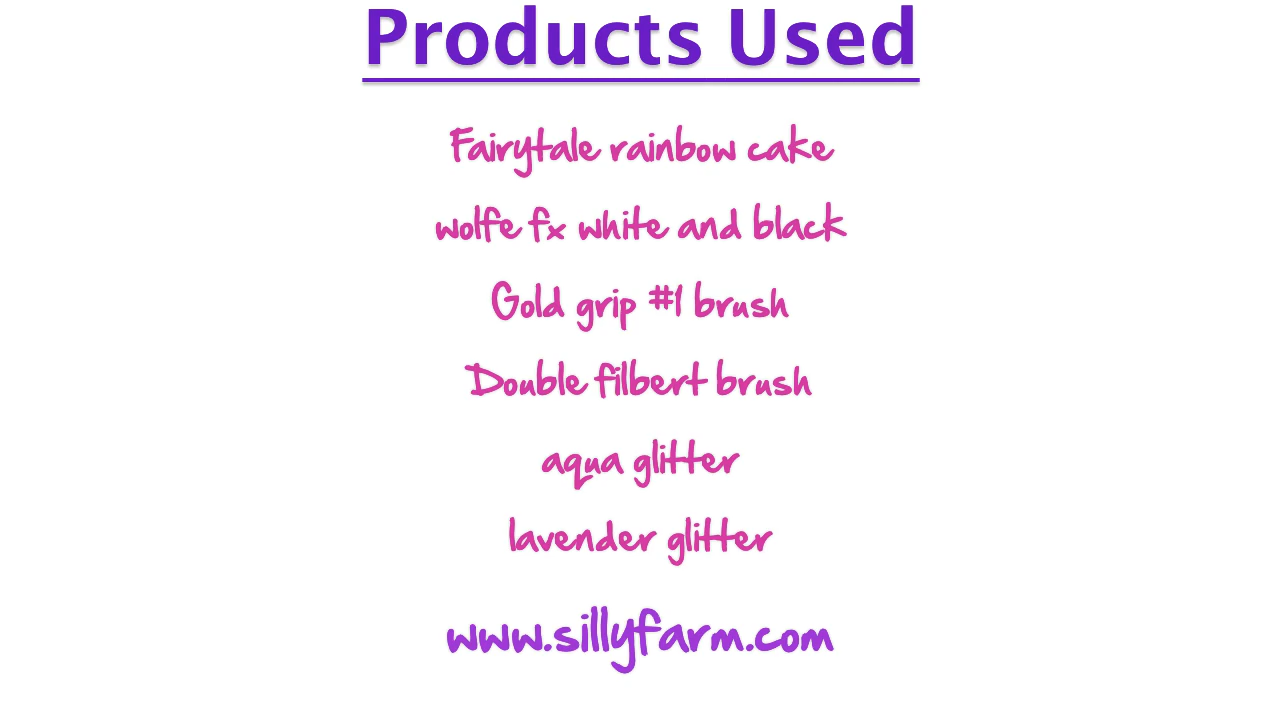 Products Used
Fairytale rainbow cake
wolfe fx white and black
Gold grip #1 brush
Double filbert brush
aqua glitter
lavender glitter
www.sillyfarm.com